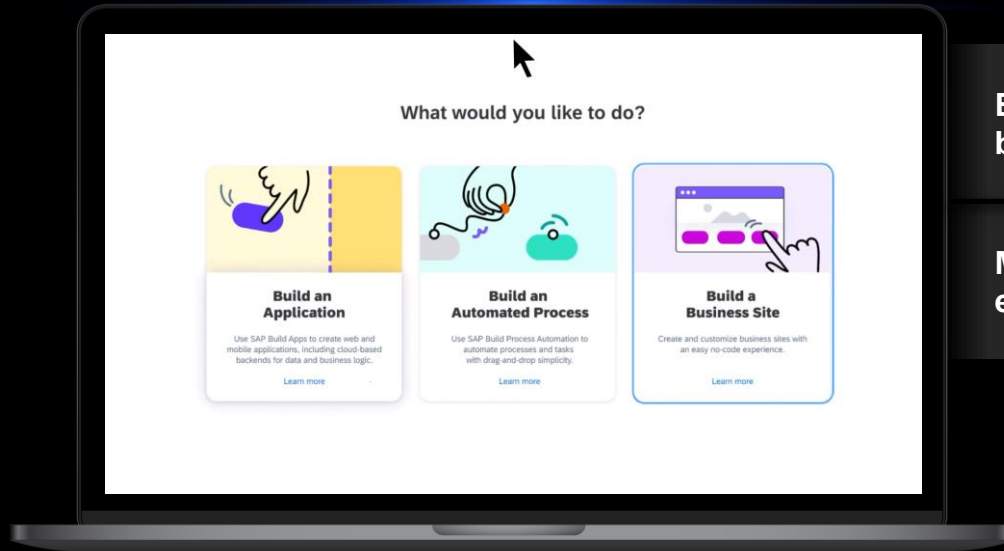 What would you like to do?
Build an
Application
Use SAP Build Apps to create web and
mobile applications, including cloud-based
backends for data and business logic.
Learn more
Build an
Automated Process
Use SAP Build Process Automation to
automate processes and tasks
with drag-and-drop simplicity.
Learn more
Build a
Business Site
Create and customize business sites with
an easy no-code experience.
Learn more